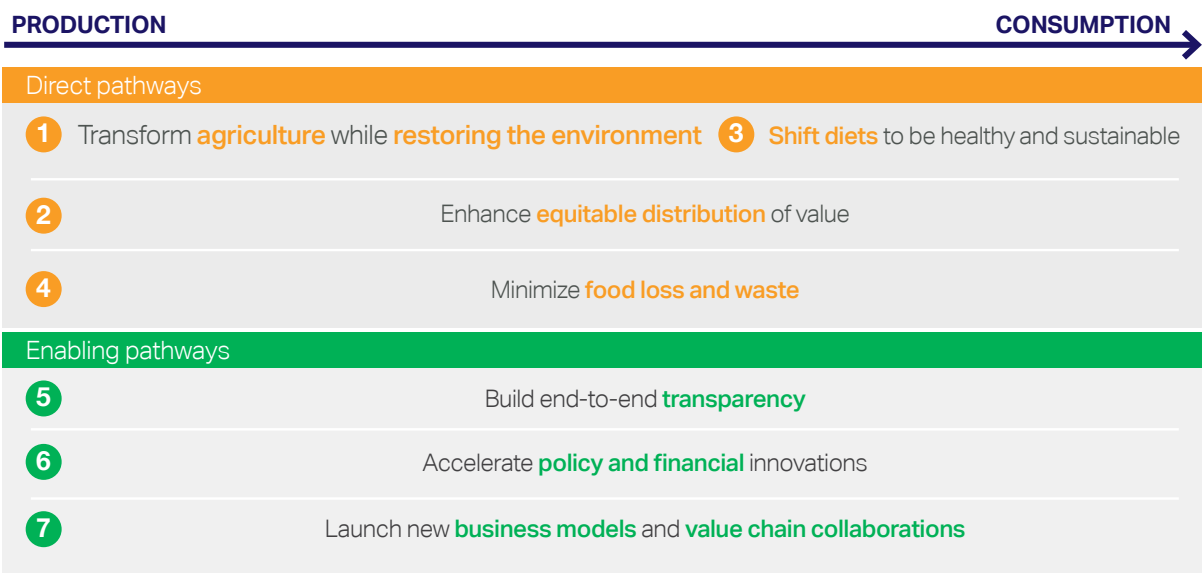 PRODUCTION CONSUMPTION
Direct pathways
1 Transform agriculture while restoring the environment 3 Shift diets to be healthy and sustainable
2 Enhance equitable distribution of value
4 Minimize food loss and waste
Enabling pathways
5 Build end-to-end transparency
6 Accelerate policy and financial innovations
7 Launch new business models and value chain collaborations